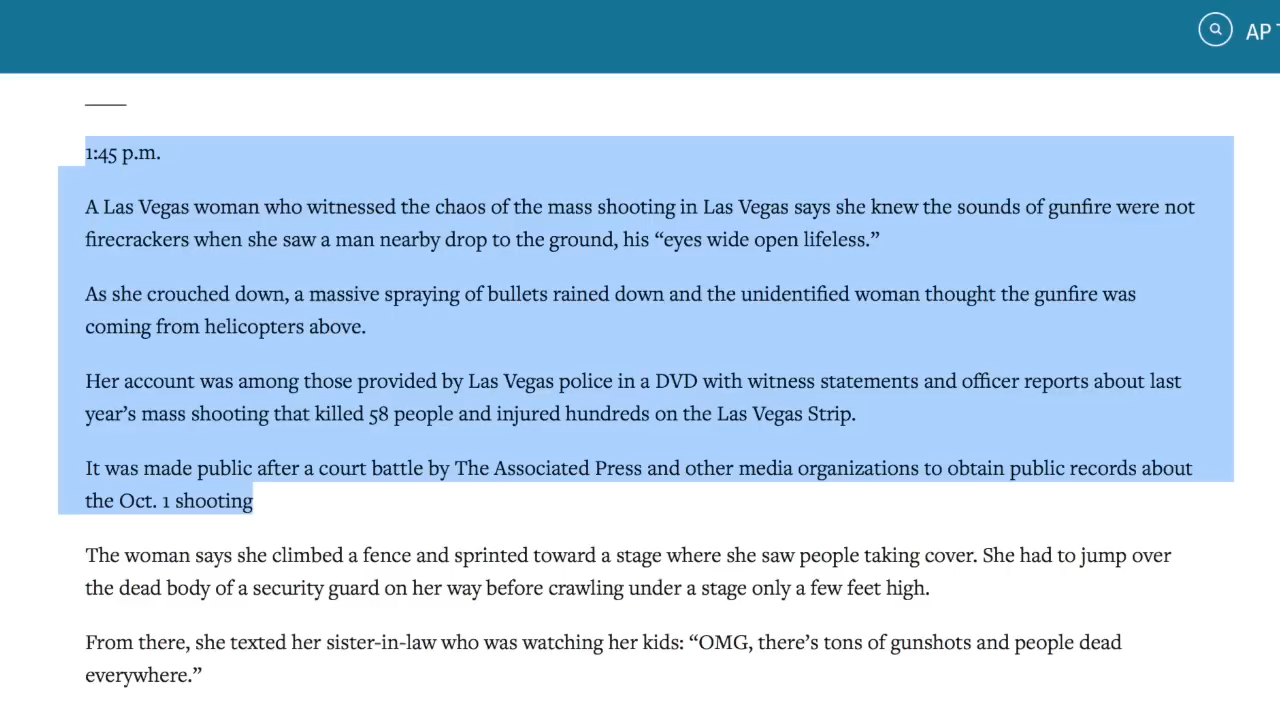 AP
1:45 p.m.
A Las Vegas woman who witnessed the chaos of the mass shooting in Las Vegas says she knew the sounds of gunfire were not
firecrackers when she saw a man nearby drop to the ground, his “eyes wide open lifeless.”
As she crouched down, a massive spraying of bullets rained down and the unidentified woman thought the gunfire was
coming from helicopters above.
Her account was among those provided by Las Vegas police in a DVD with witness statements and officer reports about last
year’s mass shooting that killed 58 people and injured hundreds on the Las Vegas Strip.
It was made public after a court battle by The Associated Press and other media organizations to obtain public records about
the Oct. 1 shooting
The woman says she climbed a fence and sprinted toward a stage where she saw people taking cover. She had to jump over
the dead body of a security guard on her way before crawling under a stage only a few feet high.
From there, she texted her sister-in-law who was watching her kids: “OMG, there’s tons of gunshots and people dead
everywhere.”